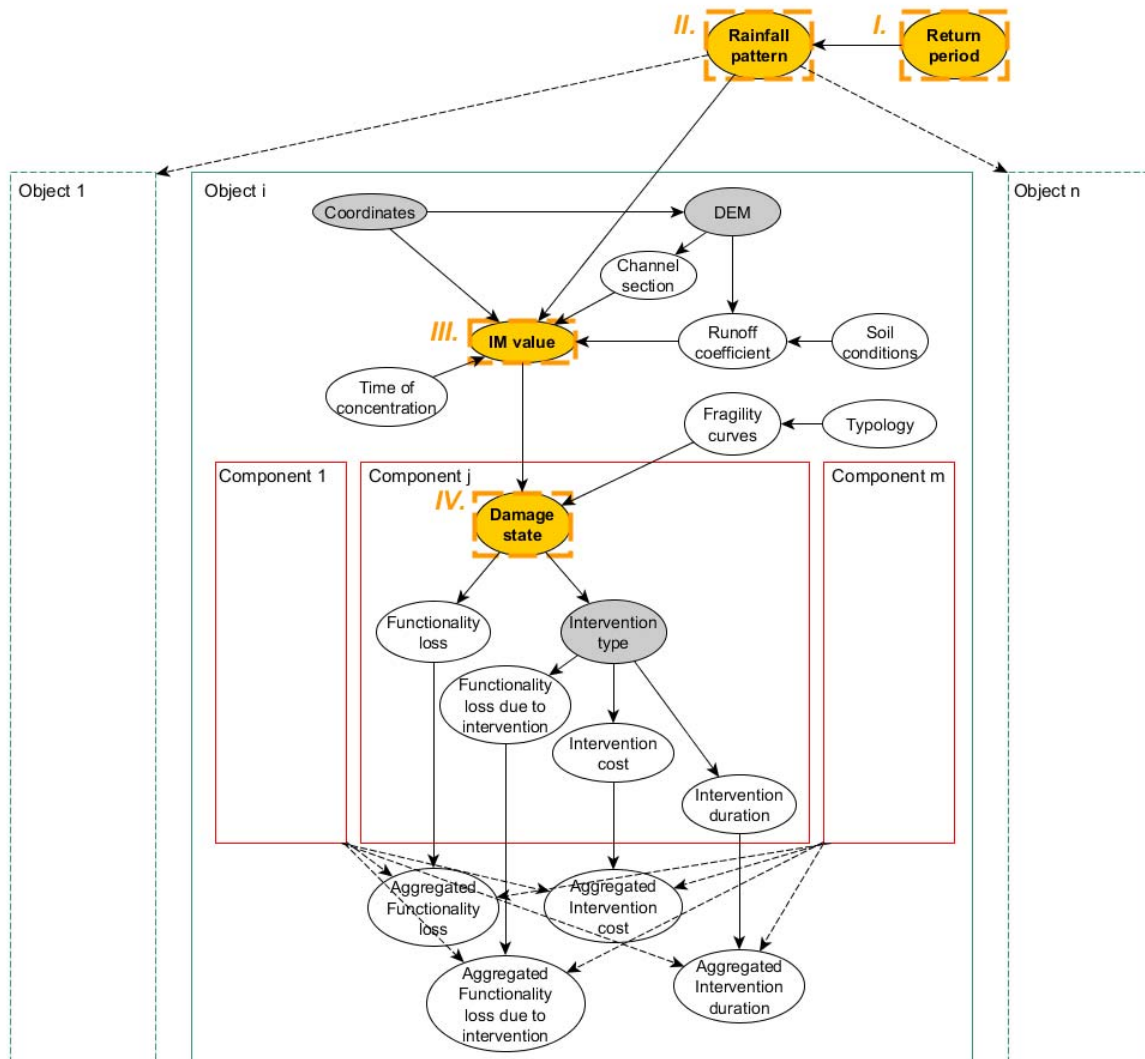 II.
Rainfall
pattern
I.
Return
period
Object 1
Object i
Object n
Coordinates
DEM
Channel
section
III.
IM value
Runoff
coefficient
Soil
conditions
Time of
concentration
Fragility
curves
Typology
Component 1
Component j
Component m
IV.
Damage
state
Functionality
loss
Intervention
type
Functionality
loss due to
intervention
Intervention
cost
Intervention
duration
Aggregated
Functionality
loss
Aggregated
Intervention
cost
Aggregated
Functionality
loss due to
intervention
Aggregated
Intervention
duration